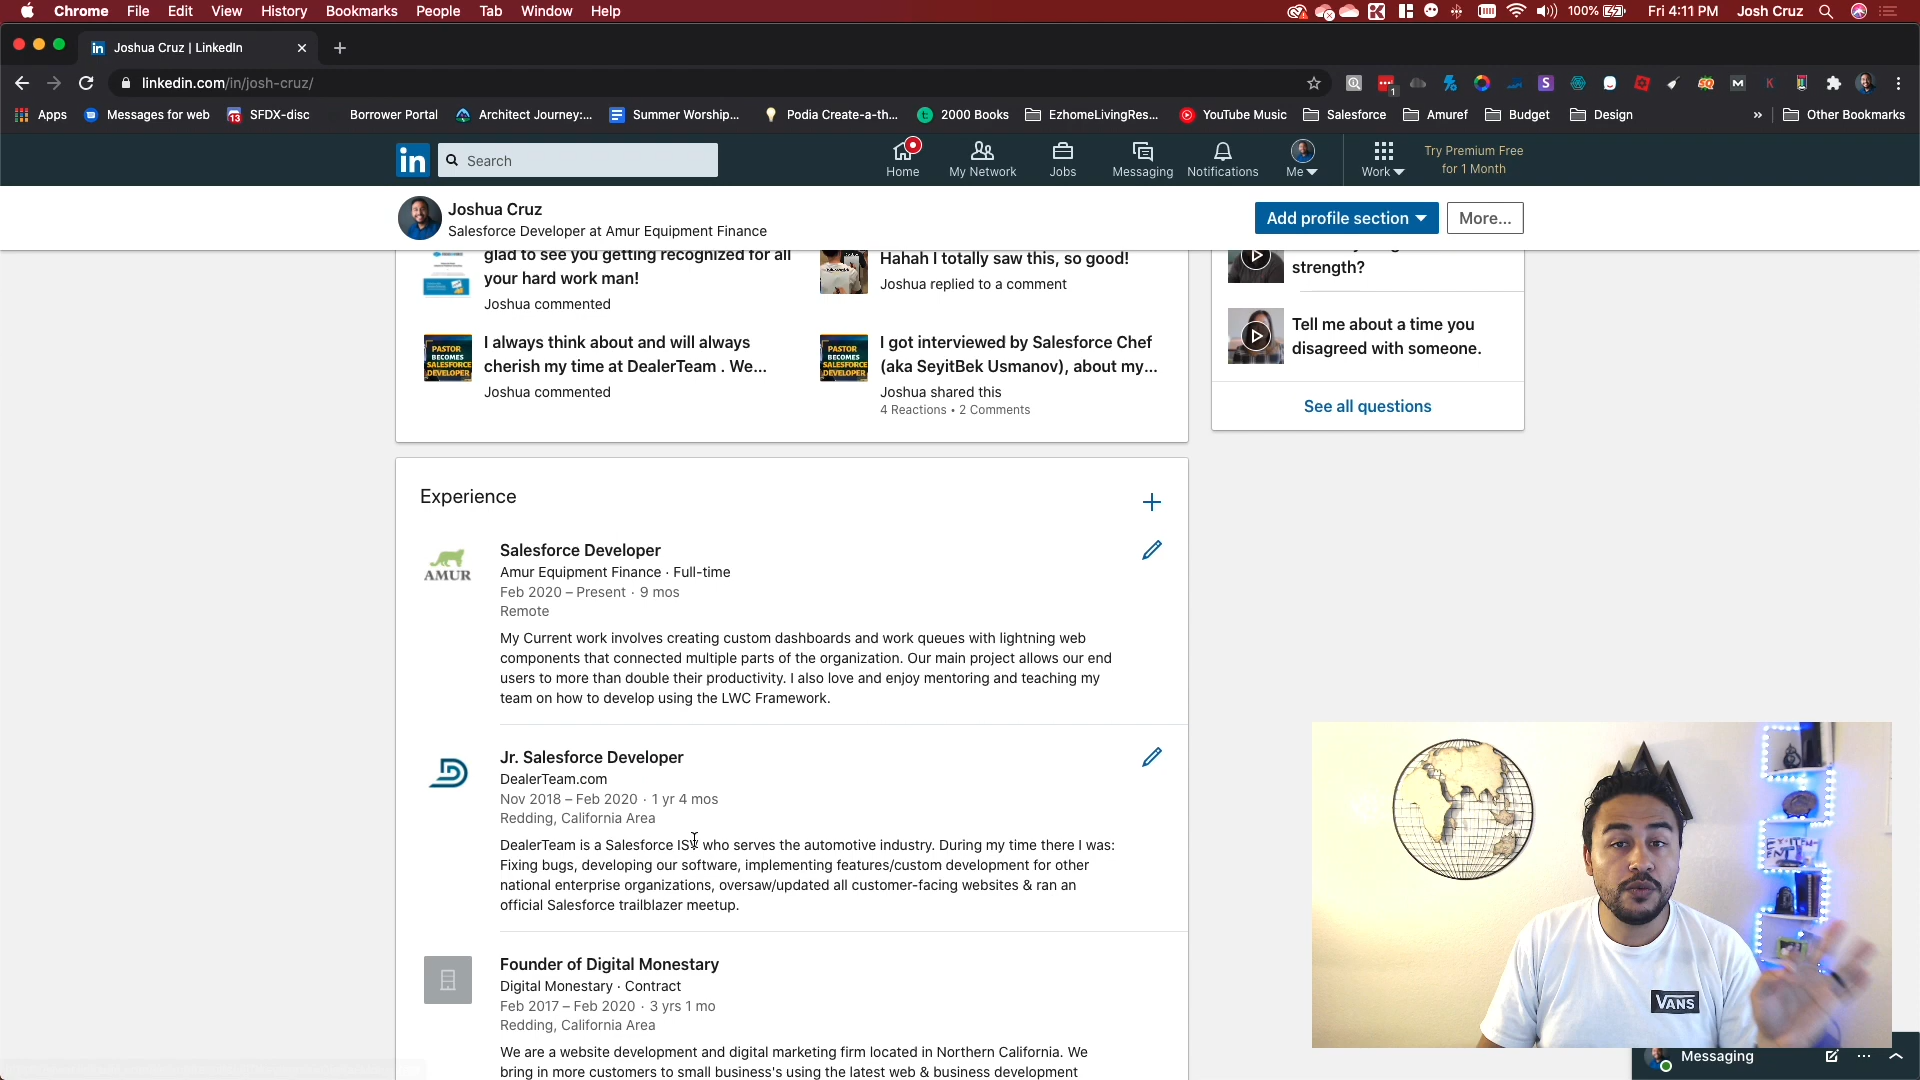 Chrome File Edit View History Bookmarks People Tab Window Help
100% Fri 4:11 PM Josh Cruz
in Joshua Cruz | LinkedIn
linkedin.com/in/josh-cruz/
Apps Messages for web 13 SFDX-disc Borrower Portal Architect Journey:... Summer Worship... Podia Create-a-th... 2000 Books EzhomeLivingRes... YouTube Music Salesforce Amuref Budget Design » Other Bookmarks
in Search
Home My Network Jobs Messaging Notifications Me Work
Try Premium Free
for 1 Month
Joshua Cruz
Salesforce Developer at Amur Equipment Finance
Add profile section More...
glad to see you getting recognized for all
your hard work man!
Joshua commented
Hahah I totally saw this, so good!
Joshua replied to a comment
PASTOR
BECOMES
SALESFORCE
DEVELOPER
I always think about and will always
cherish my time at DealerTeam . We...
Joshua commented
PASTOR
BECOMES
SALESFORCE
DEVELOPER
I got interviewed by Salesforce Chef
(aka SeyitBek Usmanov), about my...
Joshua shared this
4 Reactions • 2 Comments
strength?
Tell me about a time you
disagreed with someone.
See all questions
Experience
AMUR
Salesforce Developer
Amur Equipment Finance · Full-time
Feb 2020 – Present · 9 mos
Remote
My Current work involves creating custom dashboards and work queues with lightning web
components that connected multiple parts of the organization. Our main project allows our end
users to more than double their productivity. I also love and enjoy mentoring and teaching my
team on how to develop using the LWC Framework.
Jr. Salesforce Developer
DealerTeam.com
Nov 2018 – Feb 2020 · 1 yr 4 mos
Redding, California Area
DealerTeam is a Salesforce ISV who serves the automotive industry. During my time there I was:
Fixing bugs, developing our software, implementing features/custom development for other
national enterprise organizations, oversaw/updated all customer-facing websites & ran an
official Salesforce trailblazer meetup.
Founder of Digital Monestary
Digital Monestary · Contract
Feb 2017 – Feb 2020 · 3 yrs 1 mo
Redding, California Area
We are a website development and digital marketing firm located in Northern California. We
bring in more customers to small business's using the latest web & business development
VANS
Messaging